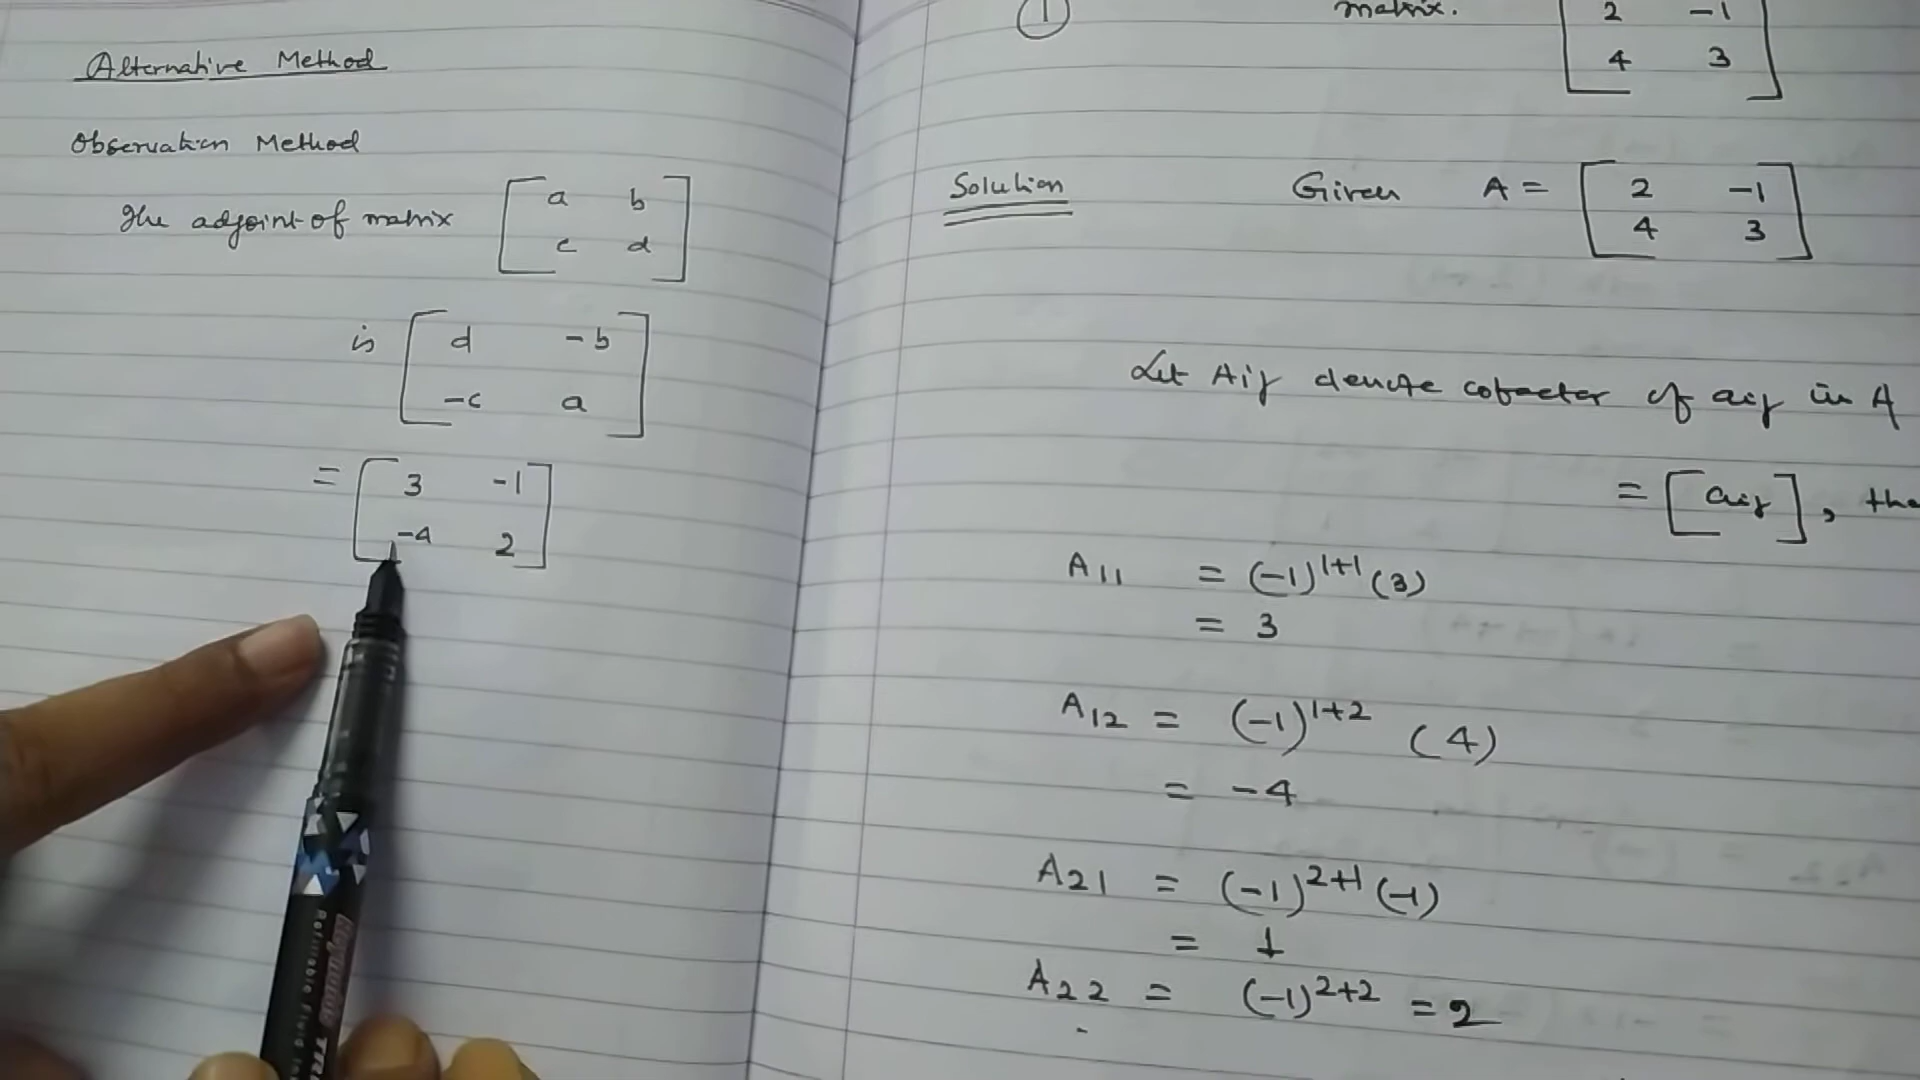 Alternative Method
Observation Method
The adjoint of matrix [ a b
c d ]
is [ d -b
-c a ]
= [ 3 -1
-4 2 ]
1 matrix. [ 2 -1
4 3 ]
Solution Given A = [ 2 -1
4 3 ]
Let Aij denote cofactor of aij in A
= [ aij ], the
A11 = (-1)^1+1 (3)
= 3
A12 = (-1)^1+2 (4)
= -4
A21 = (-1)^2+1 (-1)
= 1
A22 = (-1)^2+2 = 2